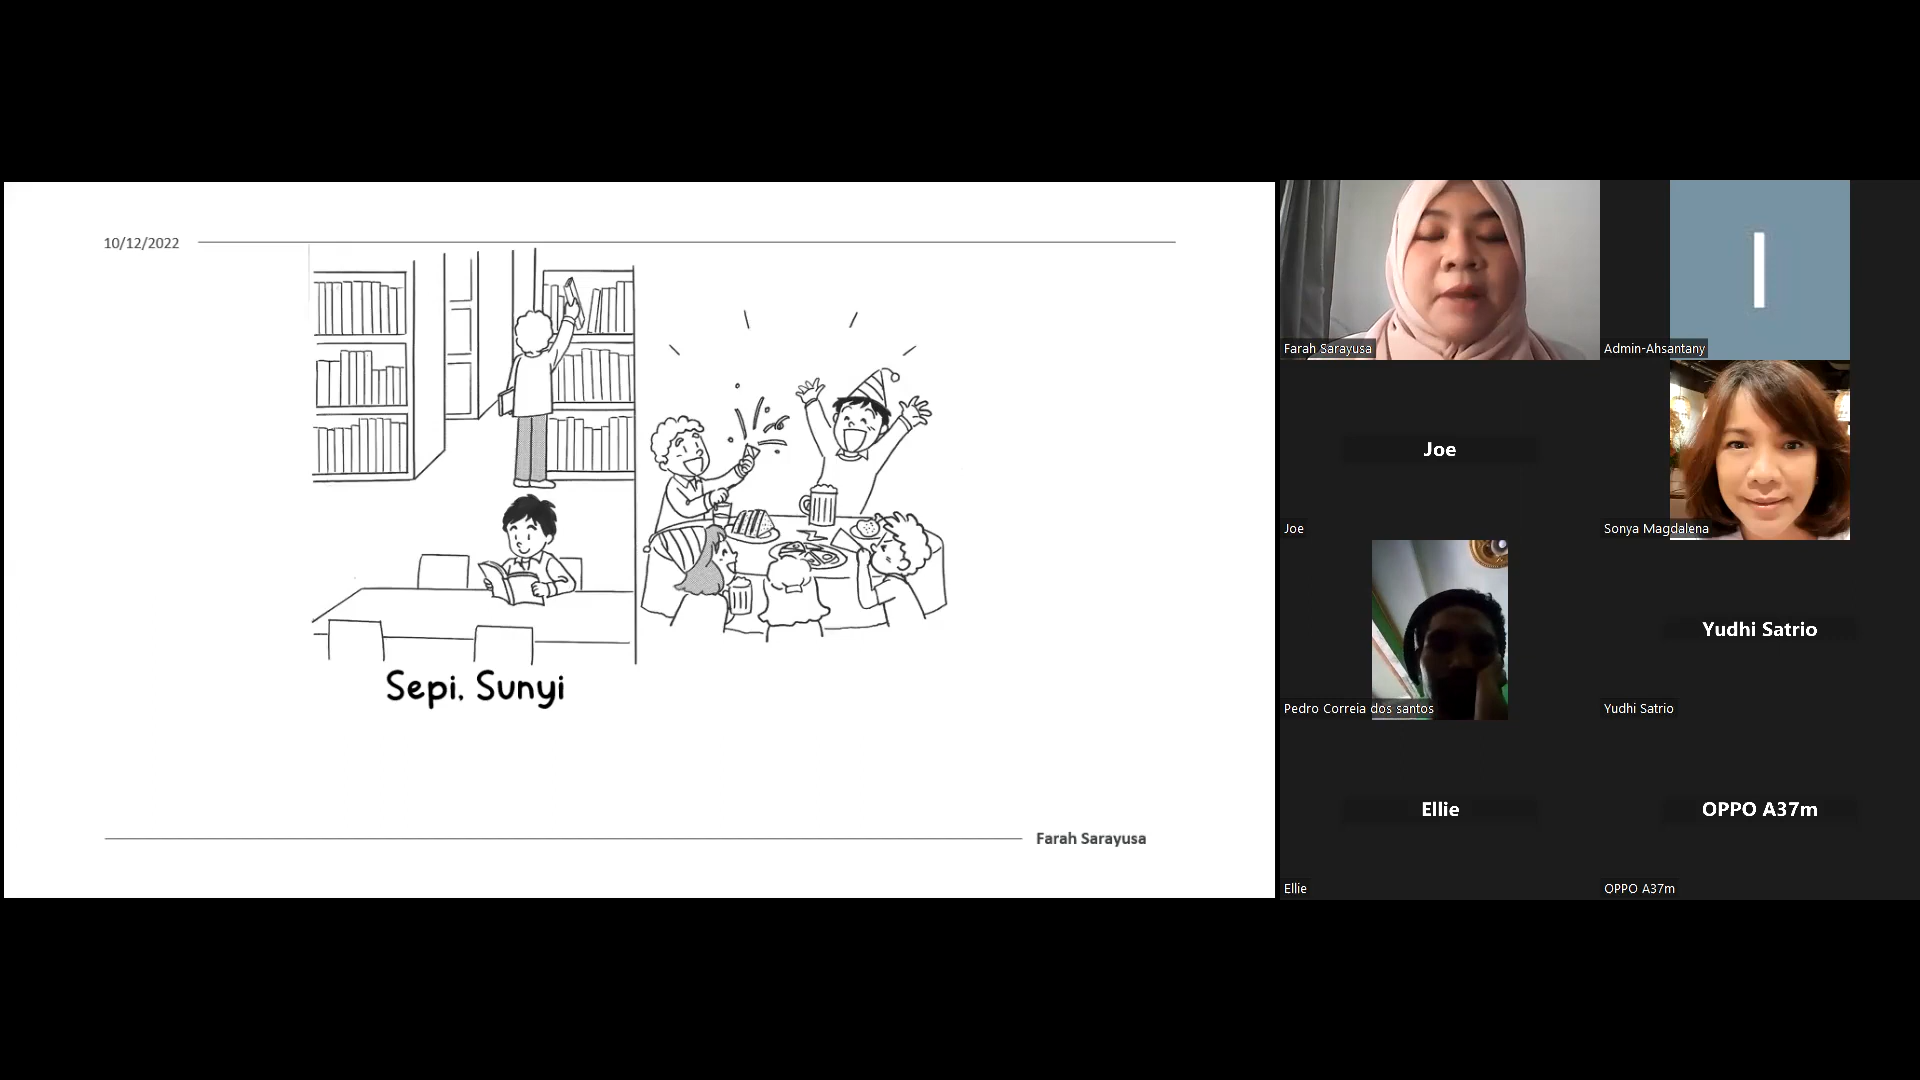 10/12/2022
Sepi, Sunyi
Farah Sarayusa
Farah Sarayusa
I
Admin-Ahsantany
Joe
Joe
Sonya Magdalena
Pedro Correia dos santos
Yudhi Satrio
Yudhi Satrio
Ellie
Ellie
OPPO A37m
OPPO A37m